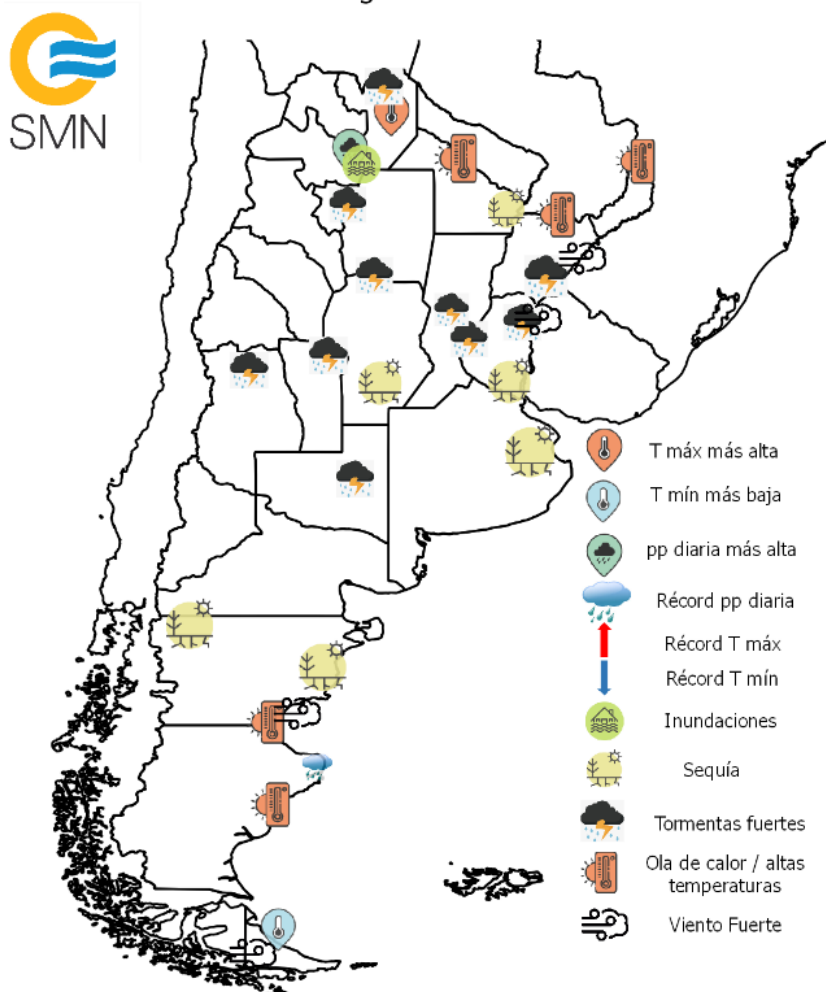 SMN
T máx más alta
T mín más baja
pp diaria más alta
Récord pp diaria
Récord T máx
Récord T mín
Inundaciones
Sequía
Tormentas fuertes
Ola de calor / altas
temperaturas
Viento Fuerte